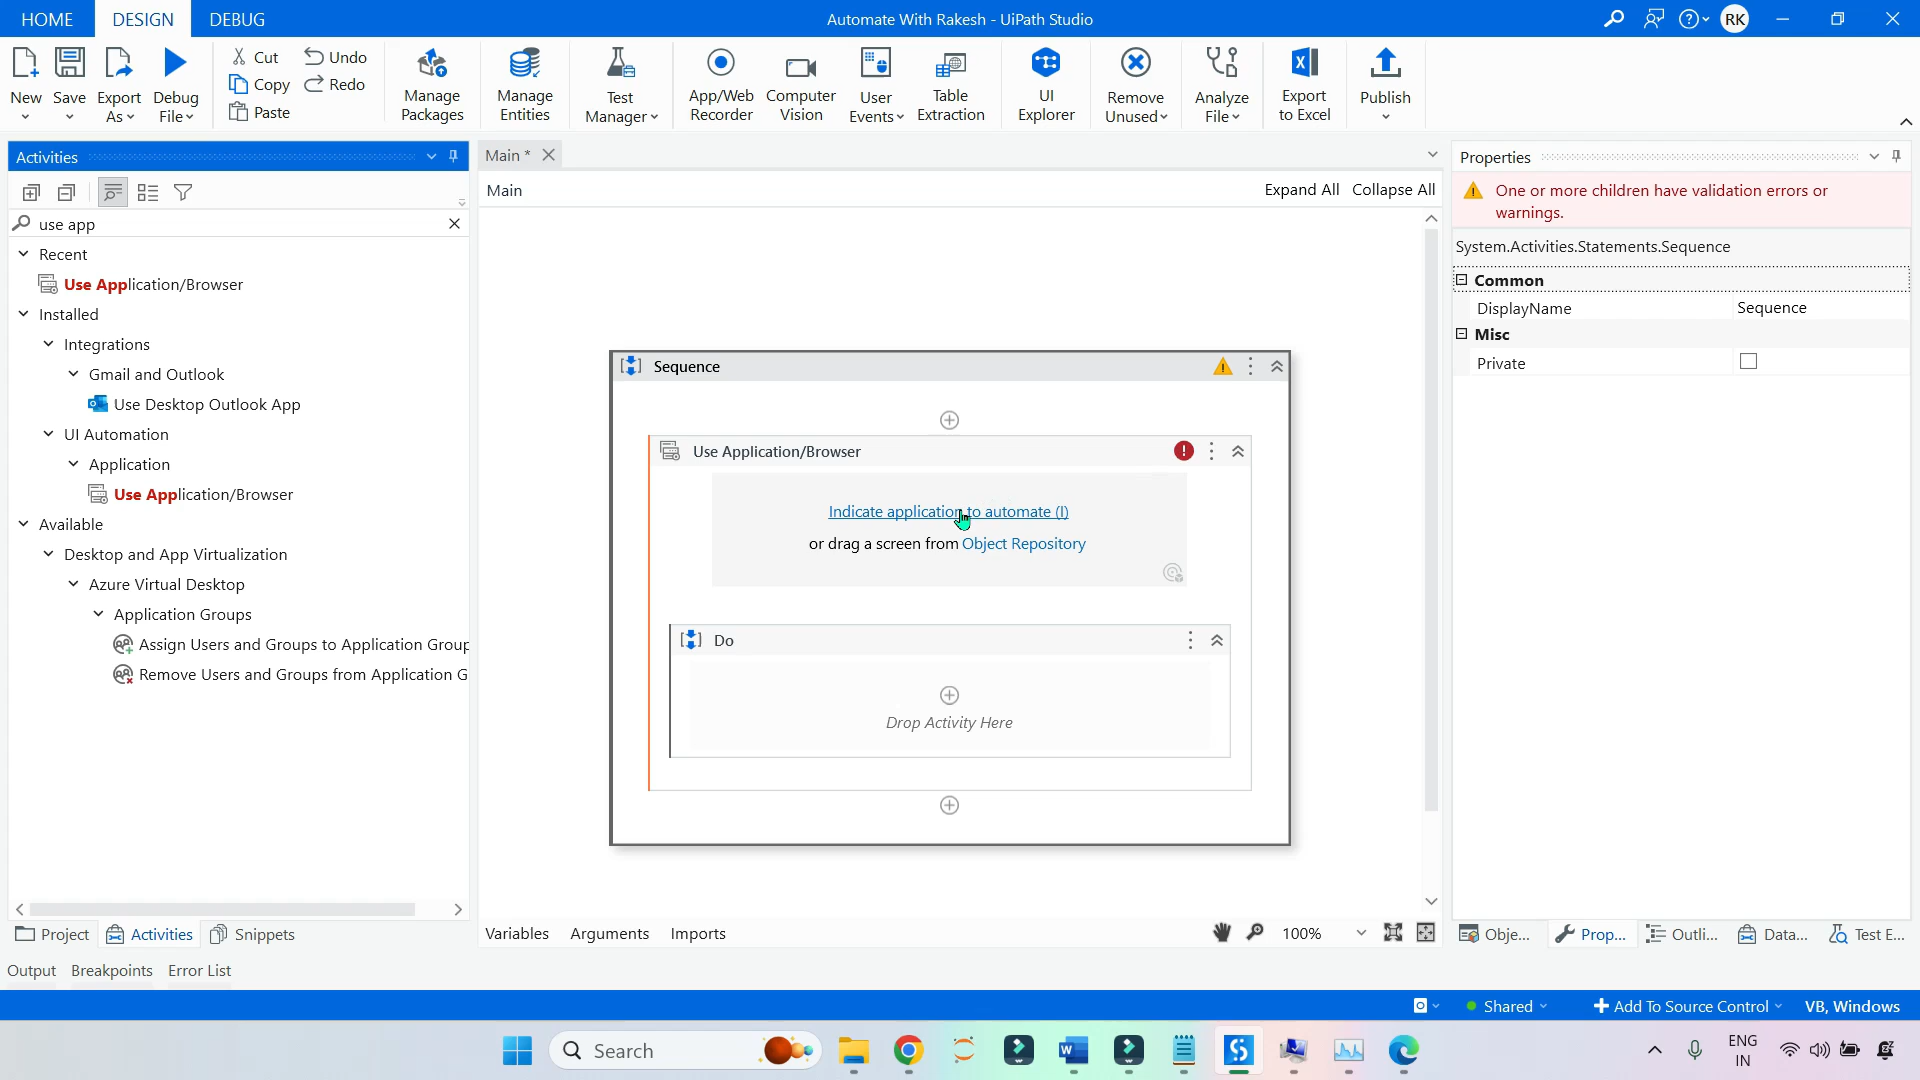 HOME DESIGN DEBUG Automate With Rakesh - UiPath Studio RK
New Save Export As Debug File Cut Copy Paste Undo Redo Manage Packages Manage Entities Test Manager App/Web Recorder Computer Vision User Events Table Extraction UI Explorer Remove Unused Analyze File Export to Excel Publish
Activities
use app
Recent
Use Application/Browser
Installed
Integrations
Gmail and Outlook
Use Desktop Outlook App
UI Automation
Application
Use Application/Browser
Available
Desktop and App Virtualization
Azure Virtual Desktop
Application Groups
Assign Users and Groups to Application Group
Remove Users and Groups from Application G
Project Activities Snippets
Main *
Main Expand All Collapse All
Sequence
Use Application/Browser
Indicate application to automate (I)
or drag a screen from Object Repository
Do
Drop Activity Here
Variables Arguments Imports 100%
Properties
One or more children have validation errors or
warnings.
System.Activities.Statements.Sequence
Common
DisplayName Sequence
Misc
Private
Obje... Prop... Outli... Data... Test E...
Output Breakpoints Error List
Shared Add To Source Control VB, Windows
Search ENG
IN